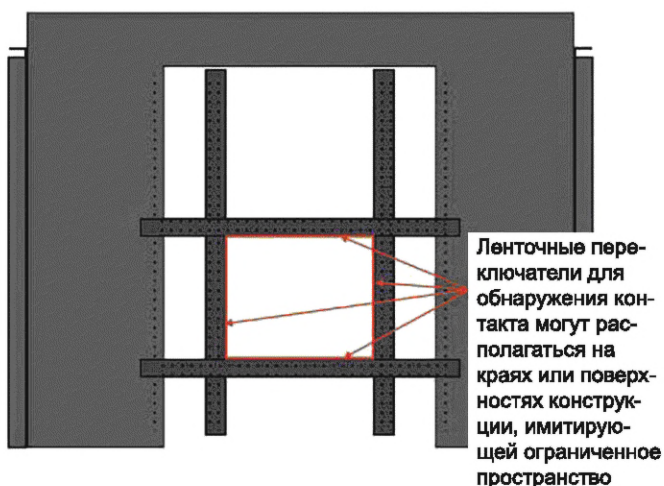 Ленточные пере-
ключатели для
обнаружения кон-
такта могут рас-
полагаться на
краях или поверх-
ностях конструк-
ции, имитирую-
щей ограниченное
пространство